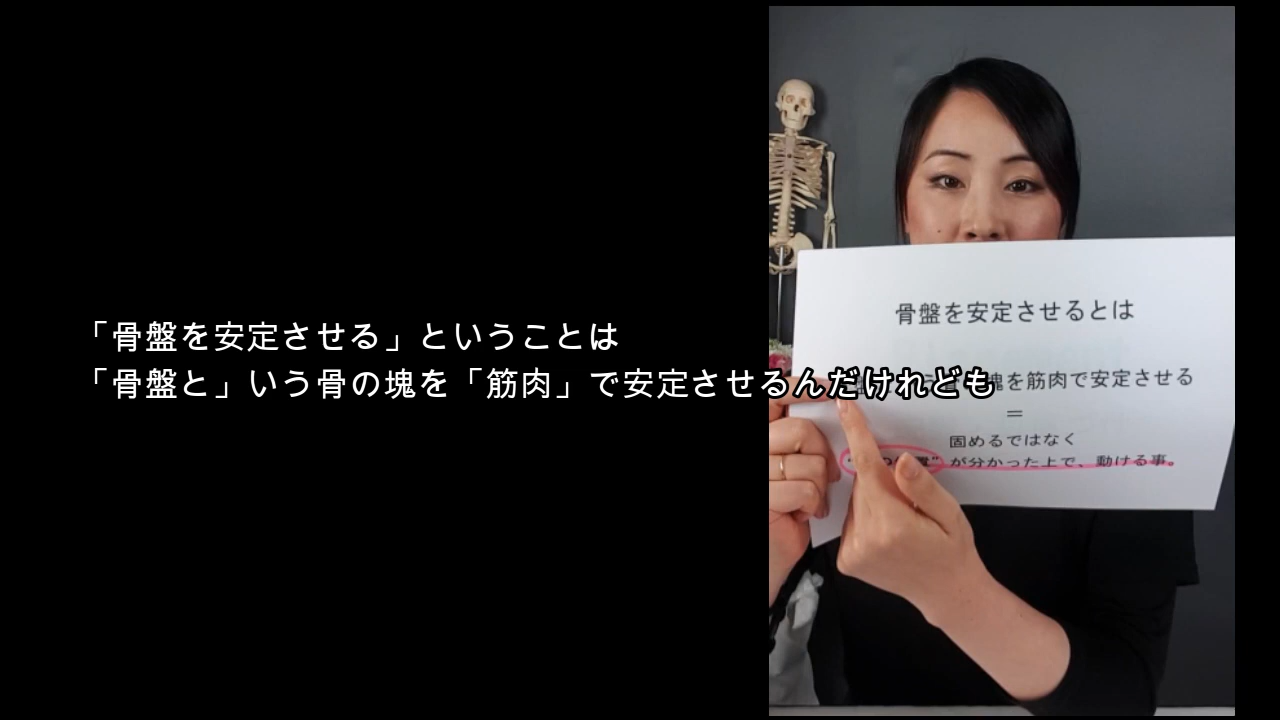 「骨盤を安定させる」ということは
「骨盤と」いう骨の塊を「筋肉」で安定させるんだけれども
骨盤を安定させるとは
塊を筋肉で安定させる
＝
固めるではなく
が分かった上で、動ける事。